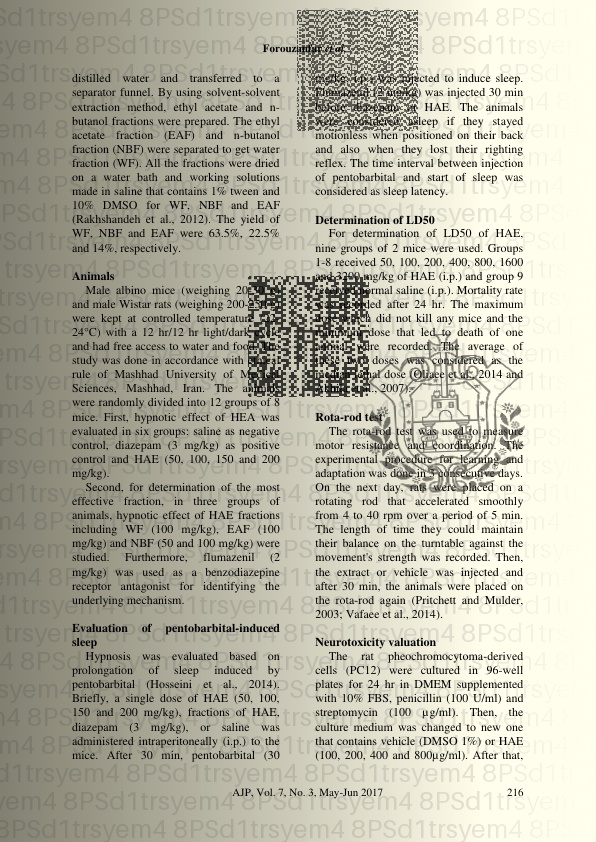 Forouzanfar et al.
distilled water and transferred to a
separator funnel. By using solvent-solvent
extraction method, ethyl acetate and n-
butanol fractions were prepared. The ethyl
acetate fraction (EAF) and n-butanol
fraction (NBF) were separated to get water
fraction (WF). All the fractions were dried
on a water bath and working solutions
made in saline that contains 1% tween and
10% DMSO for WF, NBF and EAF
(Rakhshandeh et al., 2012). The yield of
WF, NBF and EAF were 63.5%, 22.5%
and 14%, respectively.
Animals
Male albino mice (weighing
and male Wistar rats (weighing
were kept at controlled temperature
24°C) with a 12 hr/12 hr light/dark
and had free access to water and food.
study was done in accordance with
rule of Mashhad University of
Sciences, Mashhad, Iran. The
were randomly divided into 12 groups of 8
mice. First, hypnotic effect of HEA was
evaluated in six groups: saline as negative
control, diazepam (3 mg/kg) as positive
control and HAE (50, 100, 150 and 200
mg/kg).
Second, for determination of the most
effective fraction, in three groups of
animals, hypnotic effect of HAE fractions
including WF (100 mg/kg), EAF (100
mg/kg) and NBF (50 and 100 mg/kg) were
studied. Furthermore, flumazenil (2
mg/kg) was used as a benzodiazepine
receptor antagonist for identifying the
underlying mechanism.
Evaluation of pentobarbital-induced
sleep
Hypnosis was evaluated based on
prolongation of sleep induced by
pentobarbital (Hosseini et al., 2014).
Briefly, a single dose of HAE (50, 100,
150 and 200 mg/kg), fractions of HAE,
diazepam (3 mg/kg), or saline was
administered intraperitoneally (i.p.) to the
mice. After 30 min, pentobarbital (30
was injected to induce sleep.
was injected 30 min
HAE. The animals
asleep if they stayed
motionless when positioned on their back
and also when they lost their righting
reflex. The time interval between injection
of pentobarbital and start of sleep was
considered as sleep latency.
Determination of LD50
For determination of LD50 of HAE,
nine groups of 2 mice were used. Groups
1-8 received 50, 100, 200, 400, 800, 1600
and 3200 mg/kg of HAE (i.p.) and group 9
normal saline (i.p.). Mortality rate
after 24 hr. The maximum
did not kill any mice and the
dose that led to death of one
were recorded. The average of
doses was considered as the
dose (Oliaee et al., 2014 and
2007).
Rota-rod test
The rota-rod test was used to measure
motor resistance and coordination. The
experimental procedure for learning and
adaptation was done in 3 consecutive days.
On the next day, rats were placed on a
rotating rod that accelerated smoothly
from 4 to 40 rpm over a period of 5 min.
The length of time they could maintain
their balance on the turntable against the
movement's strength was recorded. Then,
the extract or vehicle was injected and
after 30 min, the animals were placed on
the rota-rod again (Pritchett and Mulder,
2003; Vafaee et al., 2014).
Neurotoxicity valuation
The rat pheochromocytoma-derived
cells (PC12) were cultured in 96-well
plates for 24 hr in DMEM supplemented
with 10% FBS, penicillin (100 U/ml) and
streptomycin (100 µg/ml). Then, the
culture medium was changed to new one
that contains vehicle (DMSO 1%) or HAE
(100, 200, 400 and 800µg/ml). After that,
AJP, Vol. 7, No. 3, May-Jun 2017
216